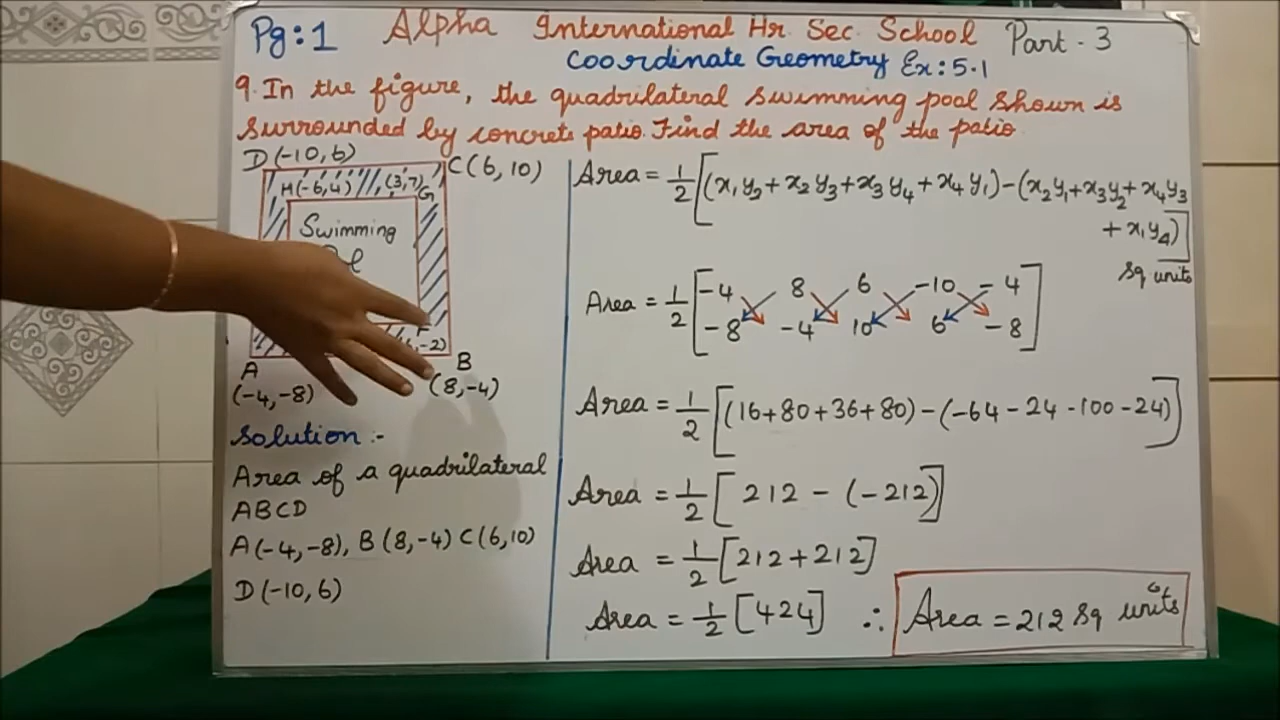 Pg:1 Alpha International Hr. Sec. School Part-3
Coordinate Geometry Ex:5.1
9. In the figure, the quadrilateral swimming pool shown is
surrounded by concrete patio. Find the area of the patio
D(-10,6) C(6,10)
H(-6,4) (3,7)
G
Swimming
F
-2)
A B
(-4,-8) (8,-4)
Solution:-
Area of a quadrilateral
ABCD
A(-4,-8), B(8,-4) C(6,10)
D(-10,6)
Area = 1/2 [(x₁y₂+x₂y₃+x₃y₄+x₄y₁)-(x₂y₁+x₃y₂+x₄y₃
+x₁y₄)]
Sq units
Area = 1/2 [-4 8 6 -10 -4
-8 -4 10 6 -8]
Area = 1/2 [(16+80+36+80)-(-64-24-100-24)]
Area = 1/2 [212-(-212)]
Area = 1/2 [212+212]
Area = 1/2 [424] ∴ Area = 212 Sq units